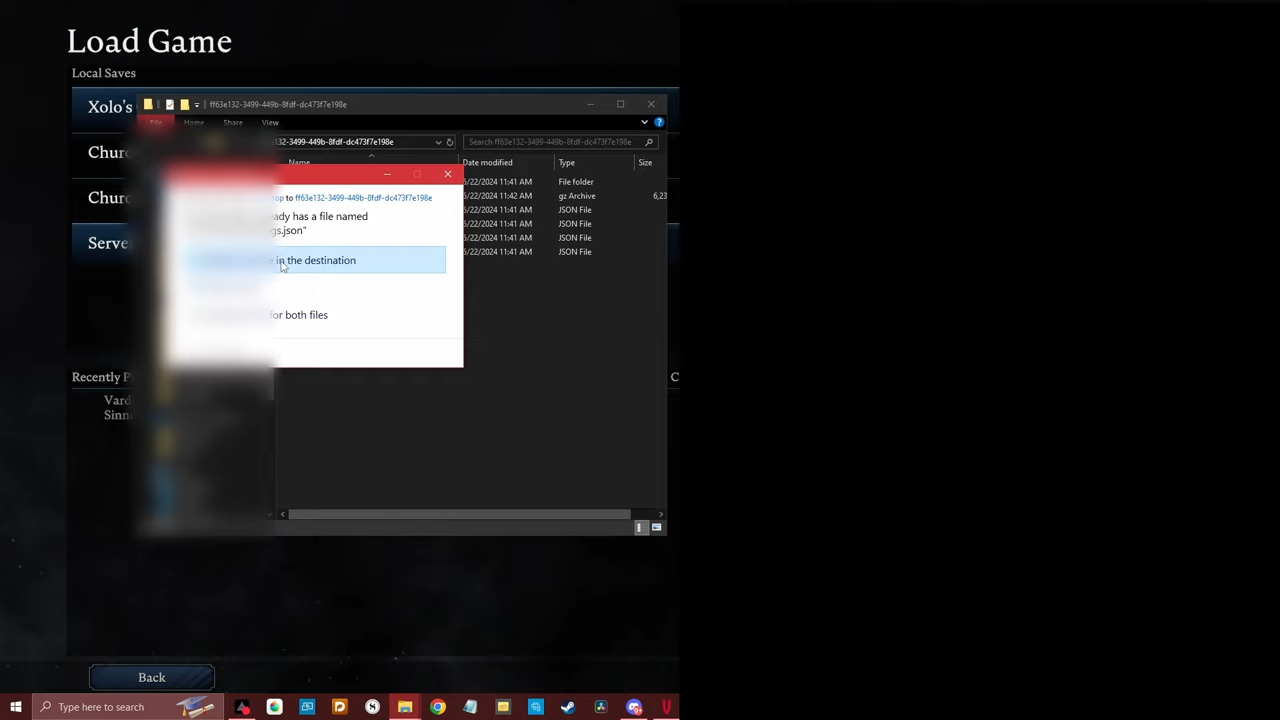 Load Game
Local Saves
Xolo's
Churc
Churc
Serve
ff63e132-3499-449b-8fdf-dc473f7e198e
File Home Share View
32-3499-449b-8fdf-dc473f7e198e
Search ff63e132-3499-449b-8fdf-dc473f7e198e
Name Date modified Type Size
5/22/2024 11:41 AM File folder
5/22/2024 11:42 AM gz Archive 6,23
5/22/2024 11:41 AM JSON File
5/22/2024 11:41 AM JSON File
5/22/2024 11:41 AM JSON File
5/22/2024 11:41 AM JSON File
op to ff63e132-3499-449b-8fdf-dc473f7e198e
ady has a file named
gs.json"
in the destination
for both files
Recently Pl
C
Vard
Sinne
Back
Type here to search